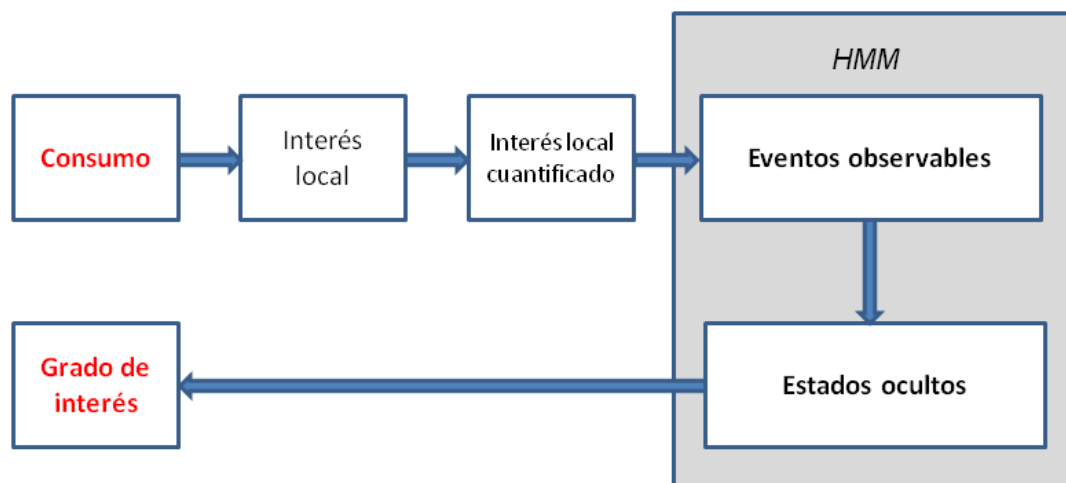 HMM
Consumo
Interés
local
Interés local
cuantificado
Eventos observables
Grado de
interés
Estados ocultos